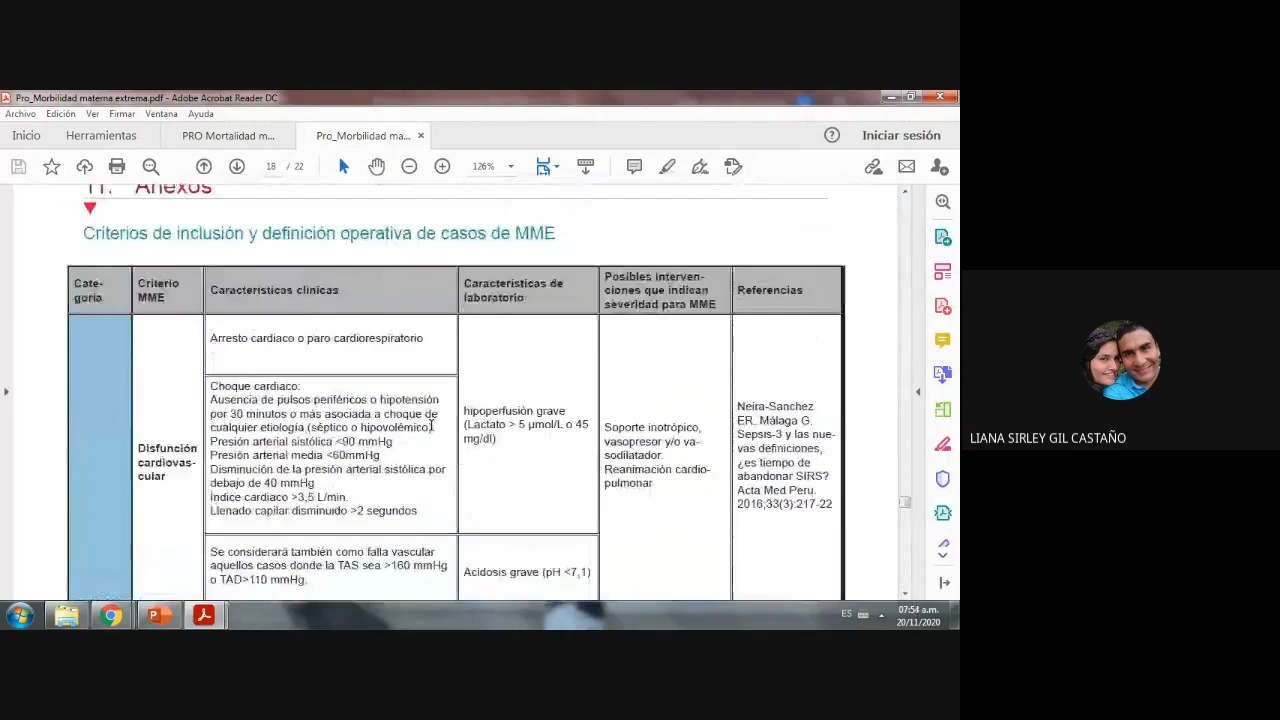 Pro_Morbilidad materna extrema.pdf - Adobe Acrobat Reader DC
Archivo Edición Ver Firmar Ventana Ayuda
Inicio Herramientas PRO Mortalidad m... Pro_Morbilidad ma... Iniciar sesión
18 / 22 126%
11. Anexos
Criterios de inclusión y definición operativa de casos de MME
Cate-
goría
Criterio
MME
Características clínicas
Características de
laboratorio
Posibles interven-
ciones que indican
severidad para MME
Referencias
Disfunción
cardiovas-
cular
Arresto cardiaco o paro cardiorespiratorio
Choque cardiaco:
Ausencia de pulsos periféricos o hipotensión
por 30 minutos o más asociada a choque de
cualquier etiología (séptico o hipovolémico)
Presión arterial sistólica <90 mmHg
Presión arterial media <60mmHg
Disminución de la presión arterial sistólica por
debajo de 40 mmHg
Índice cardiaco >3,5 L/min.
Llenado capilar disminuido >2 segundos
Se considerará también como falla vascular
aquellos casos donde la TAS sea >160 mmHg
o TAD>110 mmHg.
hipoperfusión grave
(Lactato > 5 μmol/L o 45
mg/dl)
Acidosis grave (pH <7,1)
Soporte inotrópico,
vasopresor y/o va-
sodilatador.
Reanimación cardio-
pulmonar
Neira-Sanchez
ER, Málaga G.
Sepsis-3 y las nue-
vas definiciones,
¿es tiempo de
abandonar SIRS?
Acta Med Peru.
2016;33(3):217-22
LIANA SIRLEY GIL CASTAÑO
ES
07:54 a.m.
20/11/2020